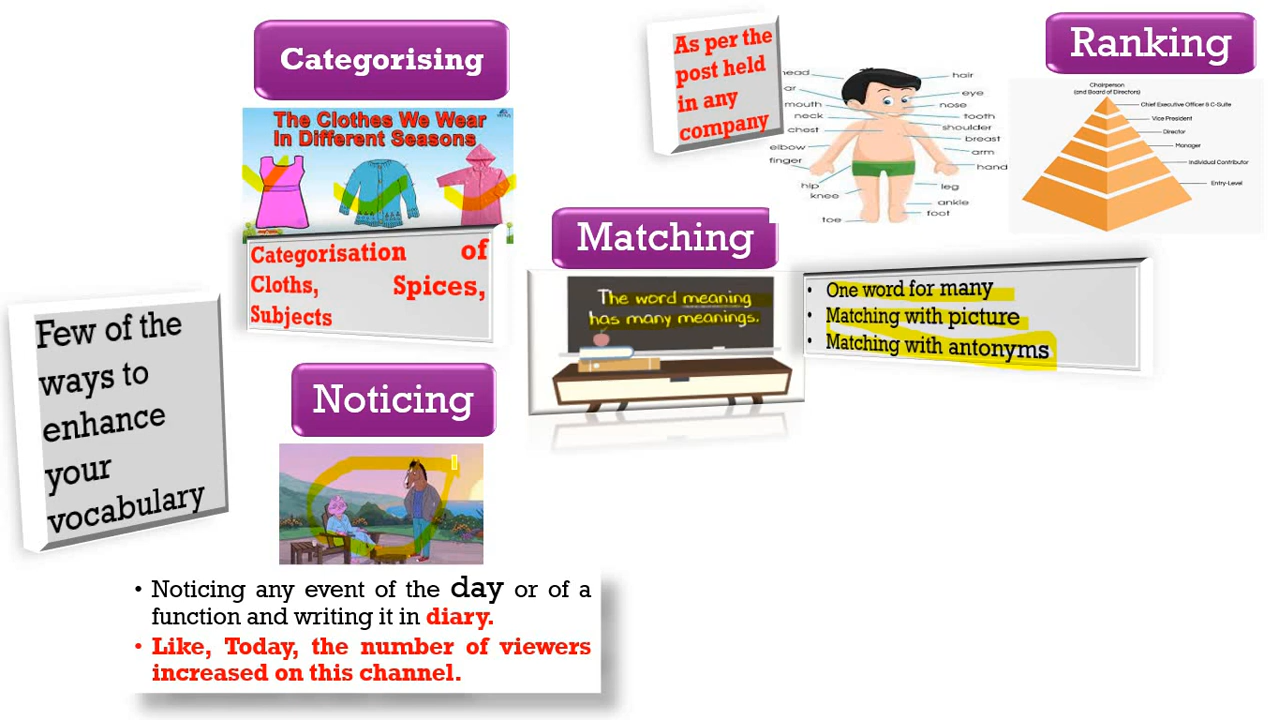 Few of the
ways to
enhance
your
vocabulary
Categorising
The Clothes We Wear
In Different Seasons
Categorisation of
Cloths, Spices,
Subjects
Noticing
• Noticing any event of the day or of a
function and writing it in diary.
• Like, Today, the number of viewers
increased on this channel.
Matching
The word meaning
has many meanings.
• One word for many
• Matching with picture
• Matching with antonyms
As per the
post held
in any
company
head
ar
mouth
neck
chest
elbow
finger
hip
knee
toe
hair
eye
nose
tooth
shoulder
breast
arm
hand
leg
ankle
foot
Ranking
Chairperson
(and Board of Directors)
Chief Executive Officer & C-Suite
Vice President
Director
Manager
Individual Contributor
Entry-Level